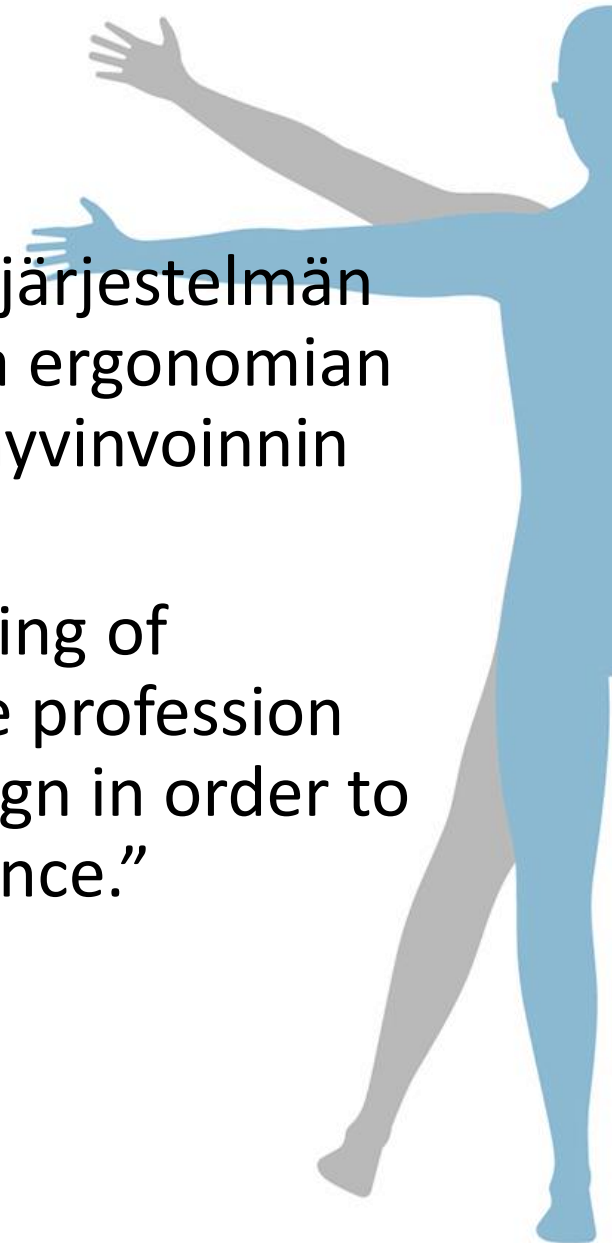 järjestelmän
ergonomian
yvinvoinnin
ing of
profession
gn in order to
nce.”